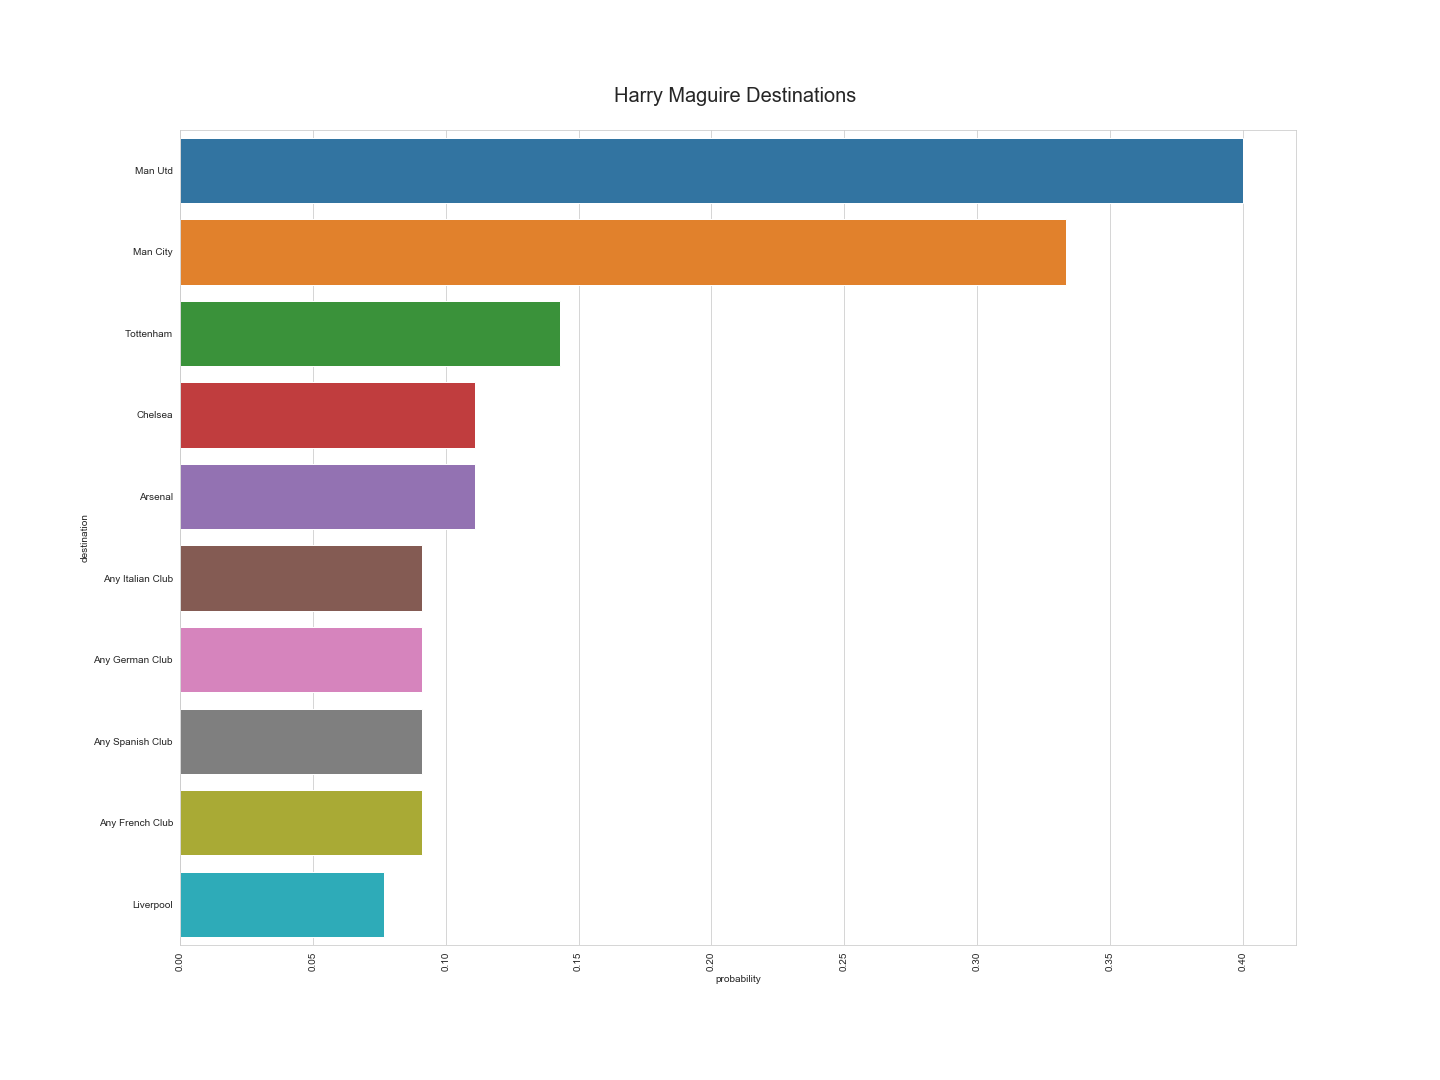 Harry Maguire Destinations
destination
Man Utd
Man City
Tottenham
Chelsea
Arsenal
Any Italian Club
Any German Club
Any Spanish Club
Any French Club
Liverpool
0.00
0.05
0.10
0.15
0.20
0.25
0.30
0.35
0.40
probability